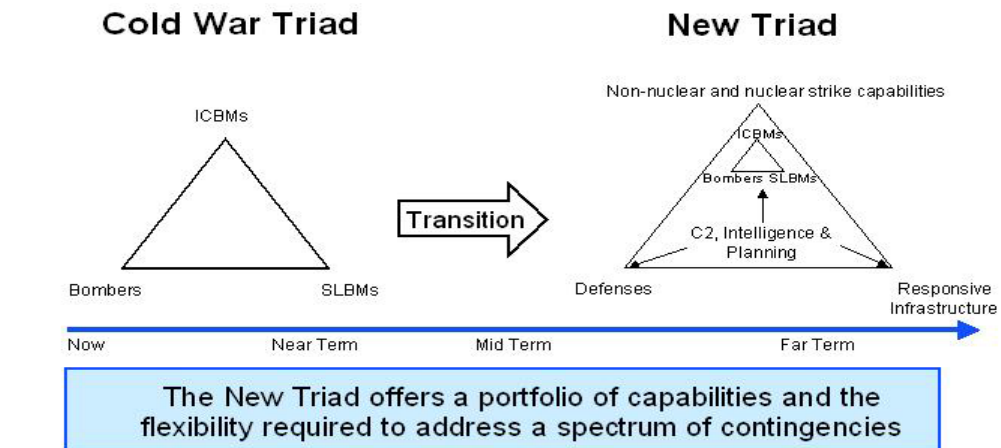 Cold War Triad
New Triad
ICBMs
Bombers
SLBMs
Transition
Non-nuclear and nuclear strike capabilities
ICBMs
Bombers SLBMs
C2, Intelligence &
Planning
Defenses
Responsive
Infrastructure
Now
Near Term
Mid Term
Far Term
The New Triad offers a portfolio of capabilities and the
flexibility required to address a spectrum of contingencies